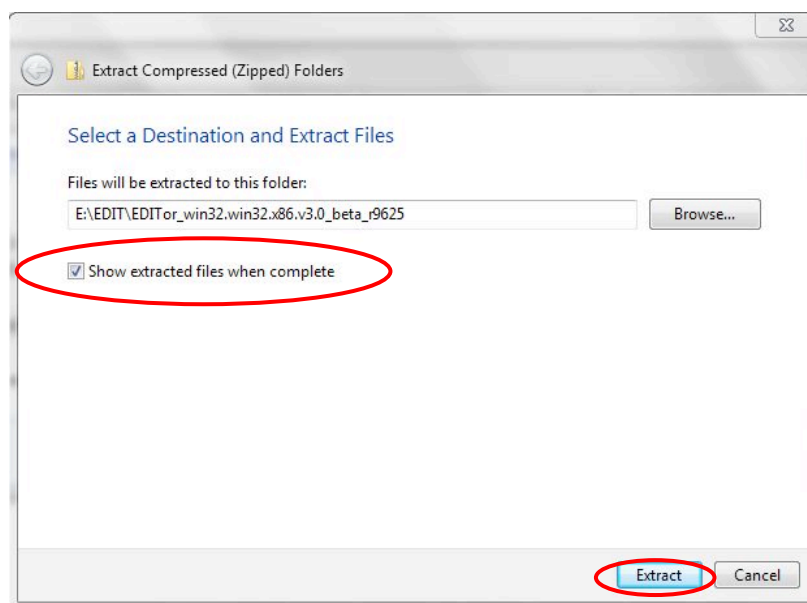 Extract Compressed (Zipped) Folders
Select a Destination and Extract Files
Files will be extracted to this folder:
E:\EDIT\EDITor_win32.win32.x86.v3.0_beta_r9625
Browse...
Show extracted files when complete
Extract
Cancel